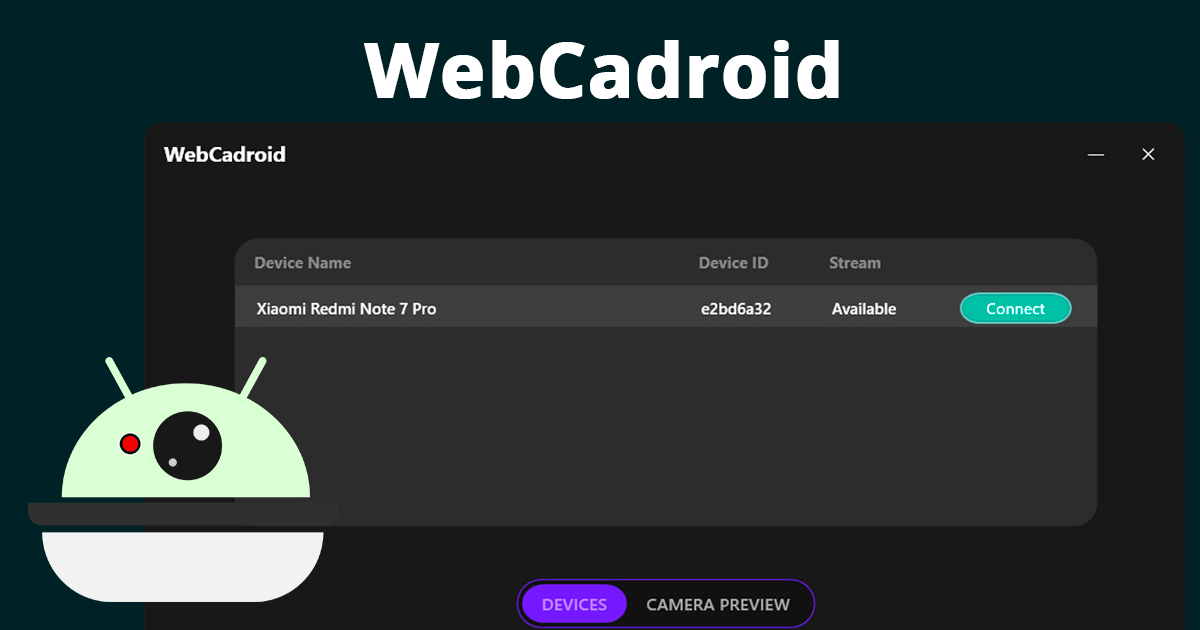 WebCadroid
WebCadroid
Device Name Device ID Stream
Xiaomi Redmi Note 7 Pro e2bd6a32 Available Connect
DEVICES CAMERA PREVIEW